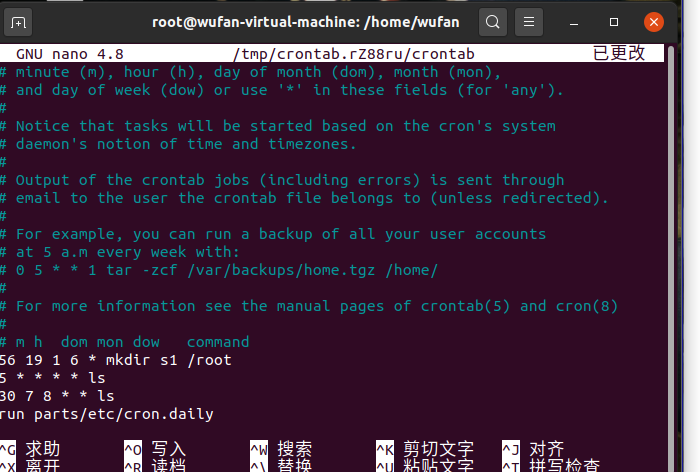 root@wufan-virtual-machine: /home/wufan
GNU nano 4.8 /tmp/crontab.rZ88ru/crontab 已更改
# minute (m), hour (h), day of month (dom), month (mon),
# and day of week (dow) or use '*' in these fields (for 'any').
#
# Notice that tasks will be started based on the cron's system
# daemon's notion of time and timezones.
#
# Output of the crontab jobs (including errors) is sent through
# email to the user the crontab file belongs to (unless redirected).
#
# For example, you can run a backup of all your user accounts
# at 5 a.m every week with:
# 0 5 * * 1 tar -zcf /var/backups/home.tgz /home/
#
# For more information see the manual pages of crontab(5) and cron(8)
#
# m h  dom mon dow   command
56 19 1 6 * mkdir s1 /root
5 * * * * ls
30 7 8 * * ls
run parts/etc/cron.daily
^G 求助 ^O 写入 ^W 搜索 ^K 剪切文字 ^J 对齐
^X 离开 ^R 读档 ^\ 替换 ^U 粘贴文字 ^T 拼写检查